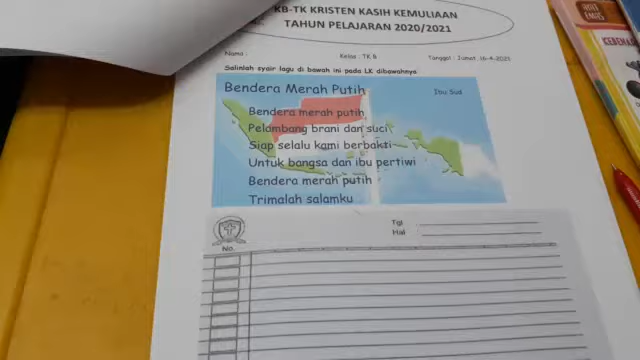 KB-TK KRISTEN KASIH KEMULIAAN
TAHUN PELAJARAN 2020/2021
Nama :
Kelas : TK B
Tanggal : Jumat, 16-4-2021
Salinlah syair lagu di bawah ini pada LK dibawahnya
Bendera Merah Putih
Ibu Sud
Bendera merah putih
Pelambang brani dan suci
Siap selalu kami berbakti
Untuk bangsa dan ibu pertiwi
Bendera merah putih
Trimalah salamku
Tgl
Hal
No.